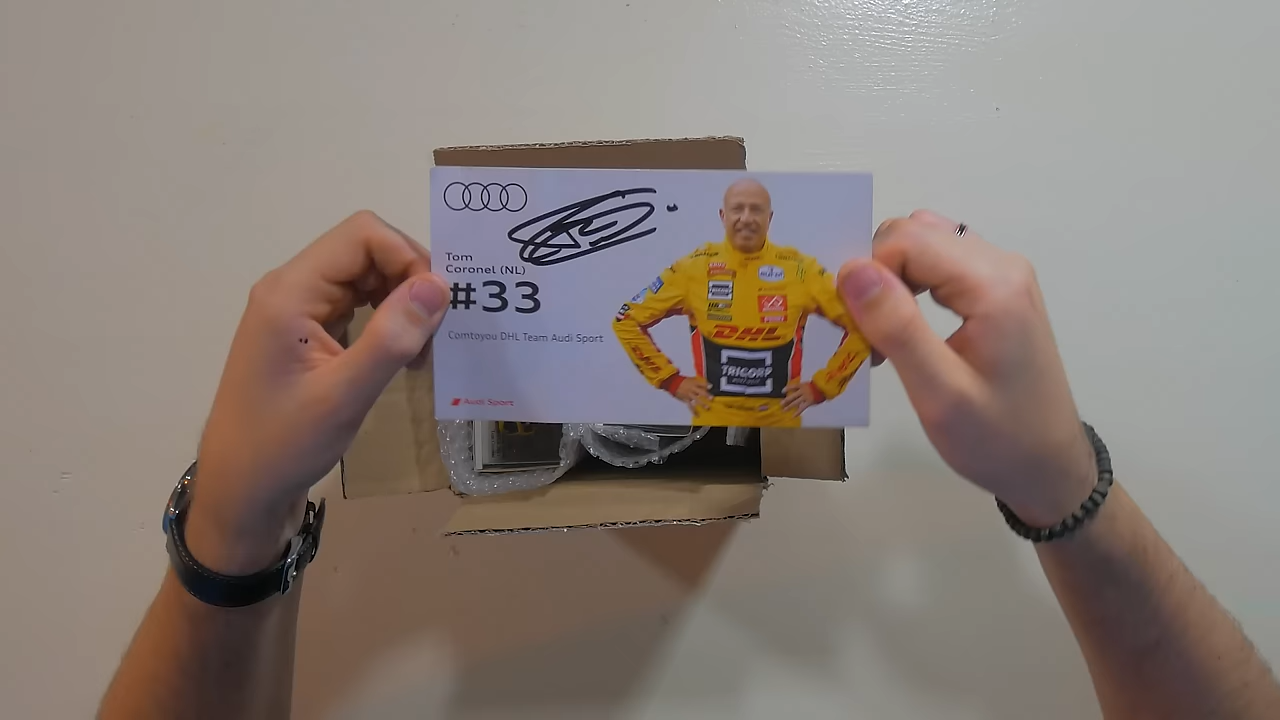 Tom
Coronel (NL)
#33
Comtoyou DHL Team Audi Sport
Audi Sport
DHL
TRICORP